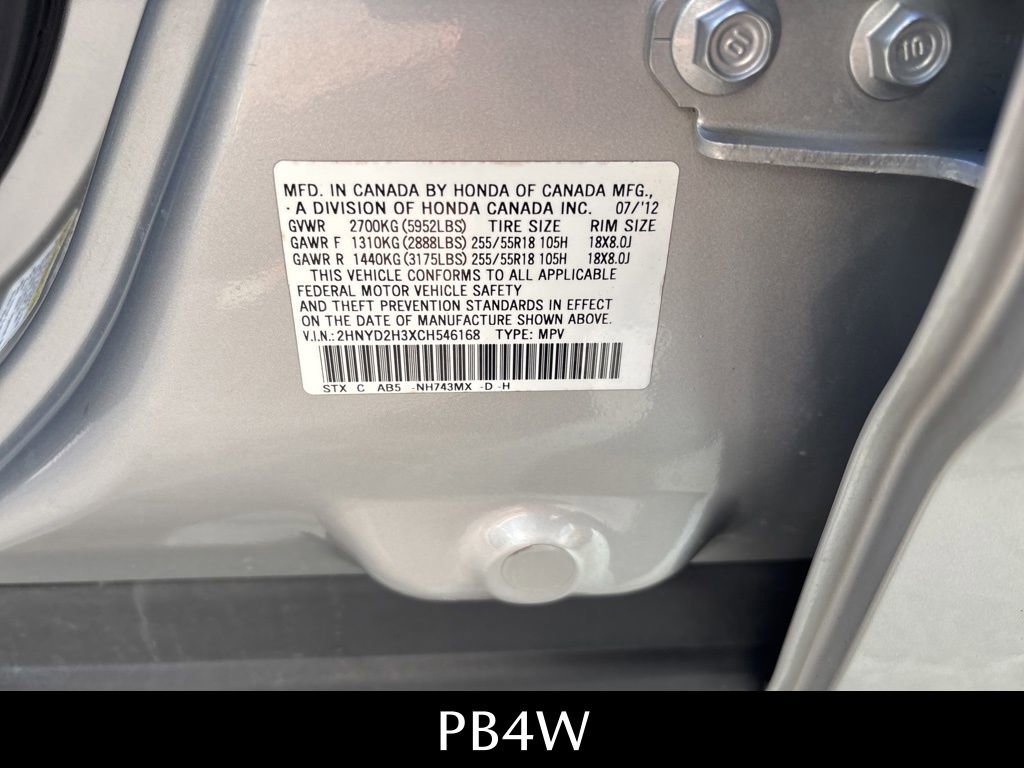 MFD. IN CANADA BY HONDA OF CANADA MFG.,
· A DIVISION OF HONDA CANADA INC. 07/'12
GVWR 2700KG (5952LBS) TIRE SIZE RIM SIZE
GAWR F 1310KG (2888LBS) 255/55R18 105H 18X8.0J
GAWR R 1440KG (3175LBS) 255/55R18 105H 18X8.0J
THIS VEHICLE CONFORMS TO ALL APPLICABLE
FEDERAL MOTOR VEHICLE SAFETY
AND THEFT PREVENTION STANDARDS IN EFFECT
ON THE DATE OF MANUFACTURE SHOWN ABOVE.
V.I.N.: 2HNYD2H3XCH546168 TYPE: MPV
STX C AB5 -NH743MX -D -H
PB4W